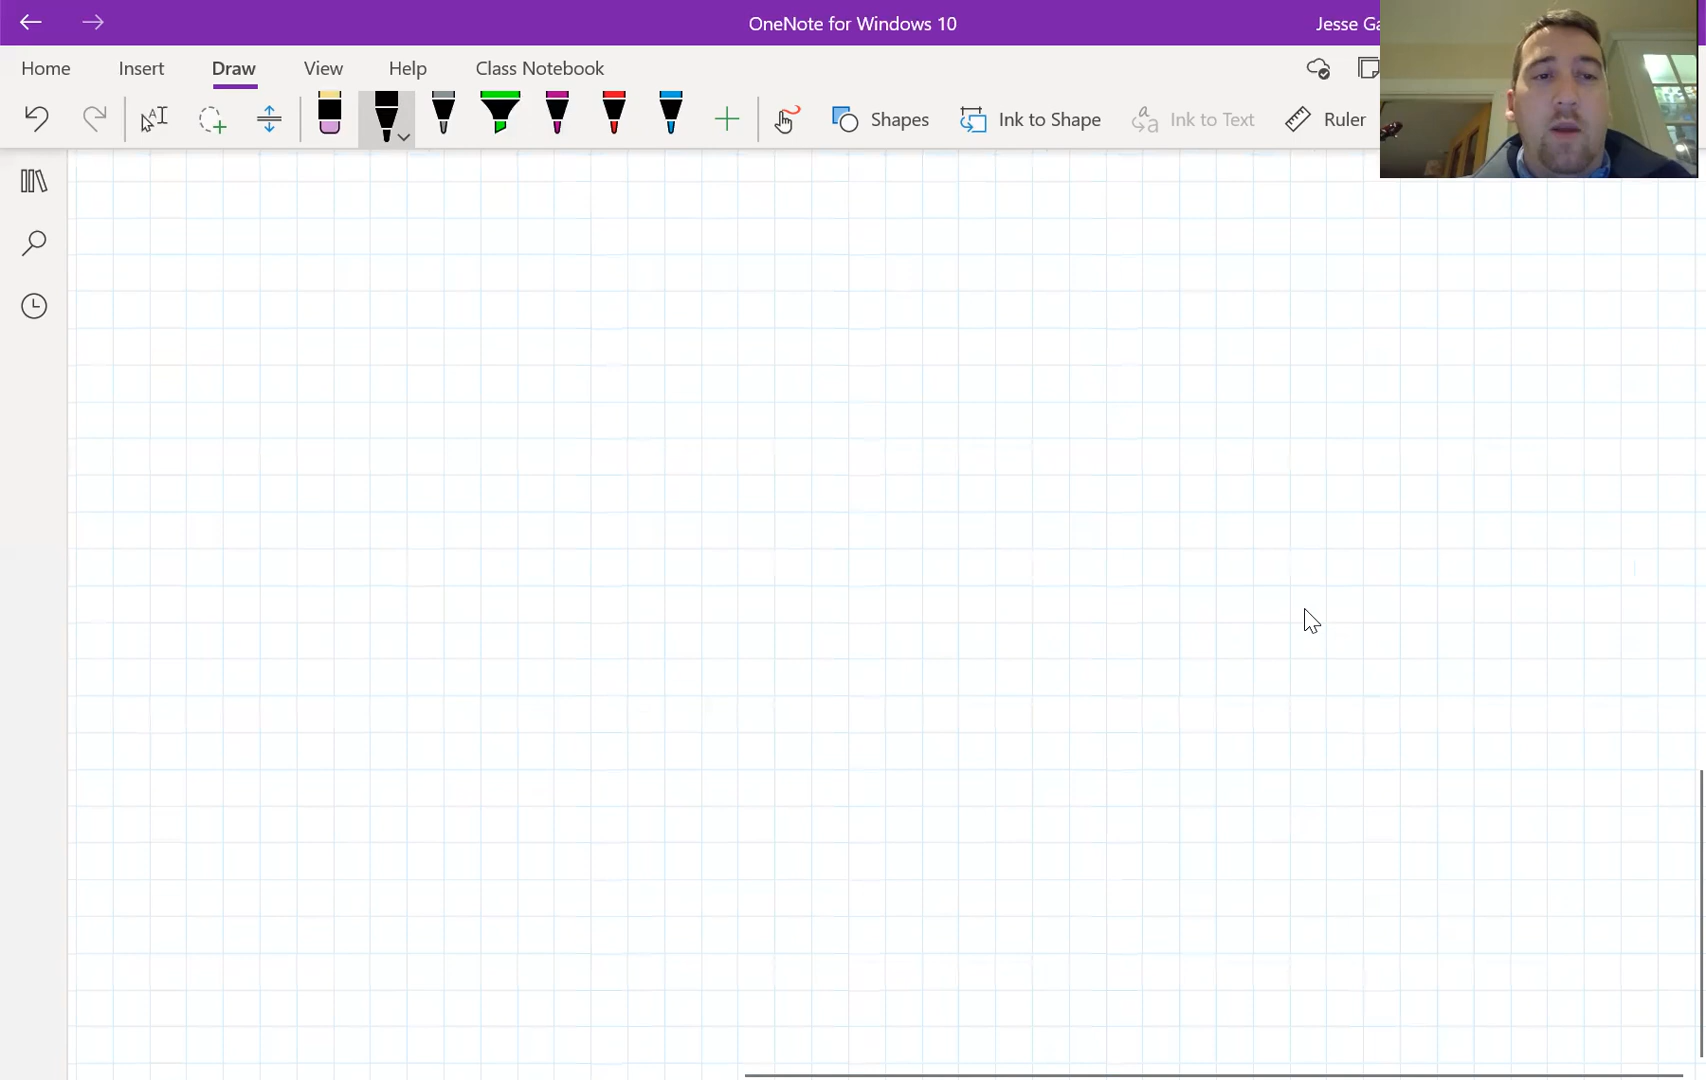 OneNote for Windows 10
Jesse Ga
Home Insert Draw View Help Class Notebook
Shapes Ink to Shape Ink to Text Ruler